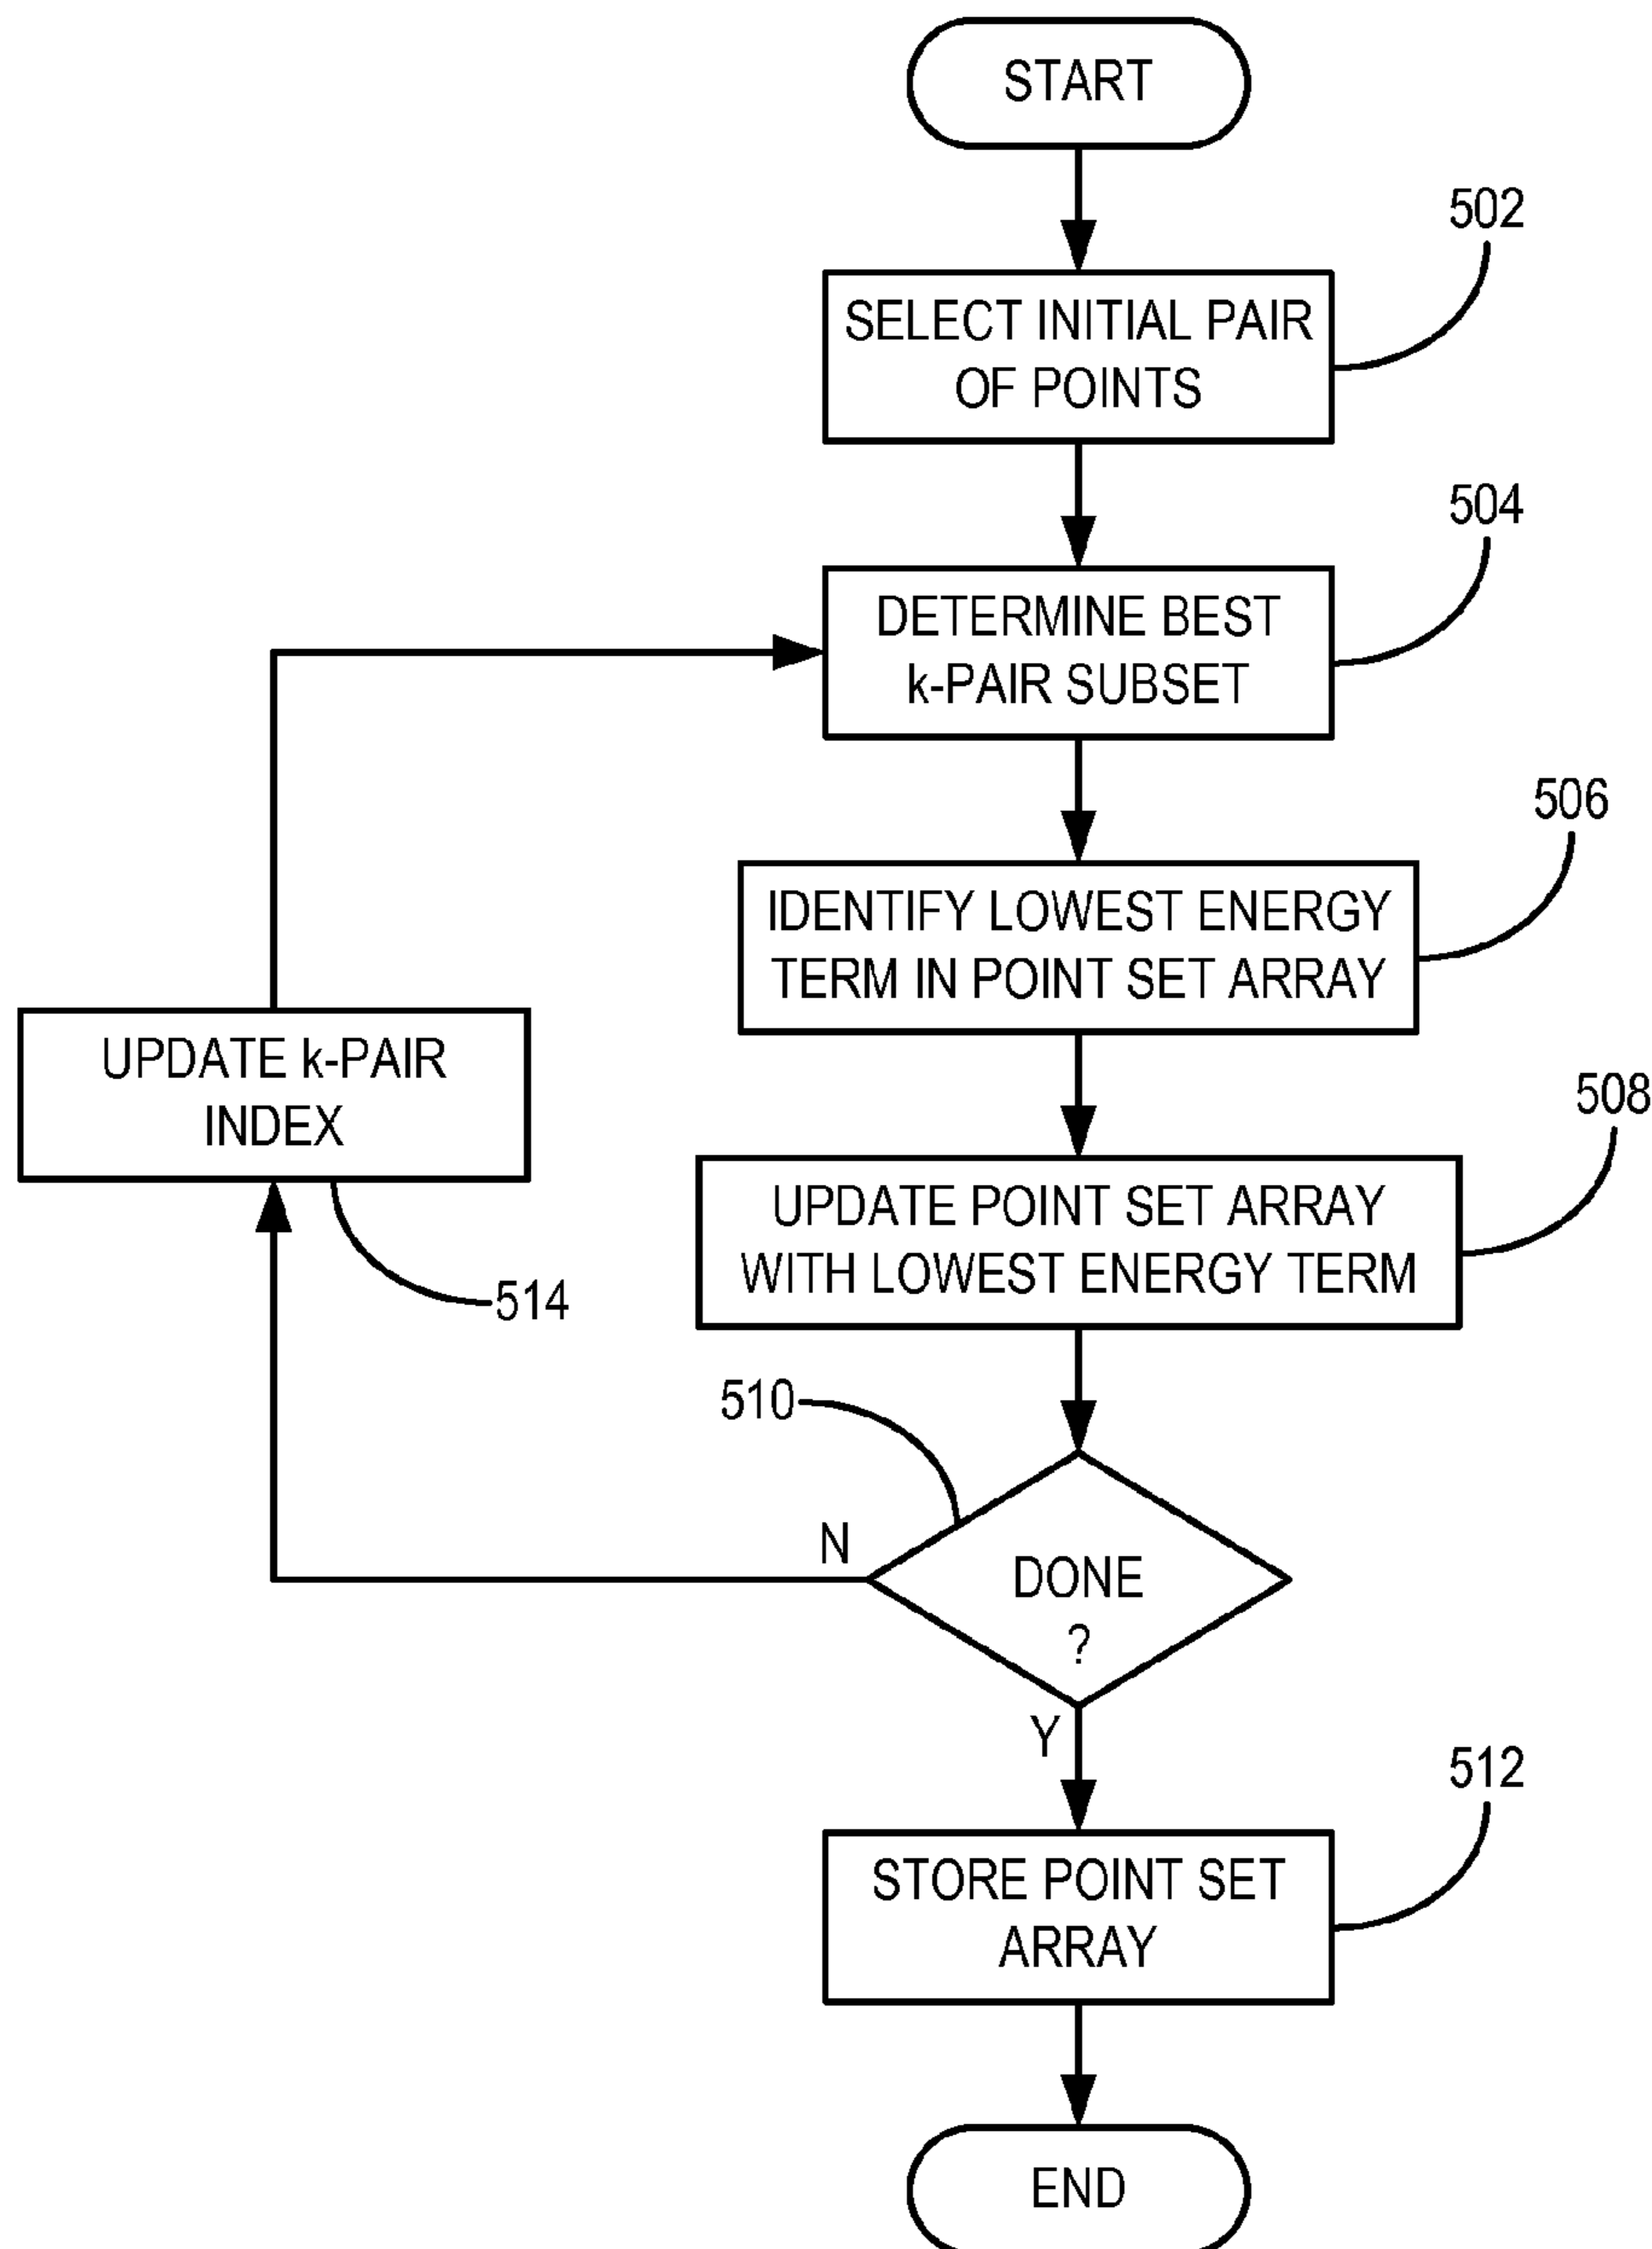 START
502
SELECT INITIAL PAIR
OF POINTS
504
DETERMINE BEST
k-PAIR SUBSET
506
IDENTIFY LOWEST ENERGY
TERM IN POINT SET ARRAY
UPDATE k-PAIR
INDEX
514
508
UPDATE POINT SET ARRAY
WITH LOWEST ENERGY TERM
510
N
DONE
?
Y
512
STORE POINT SET
ARRAY
END